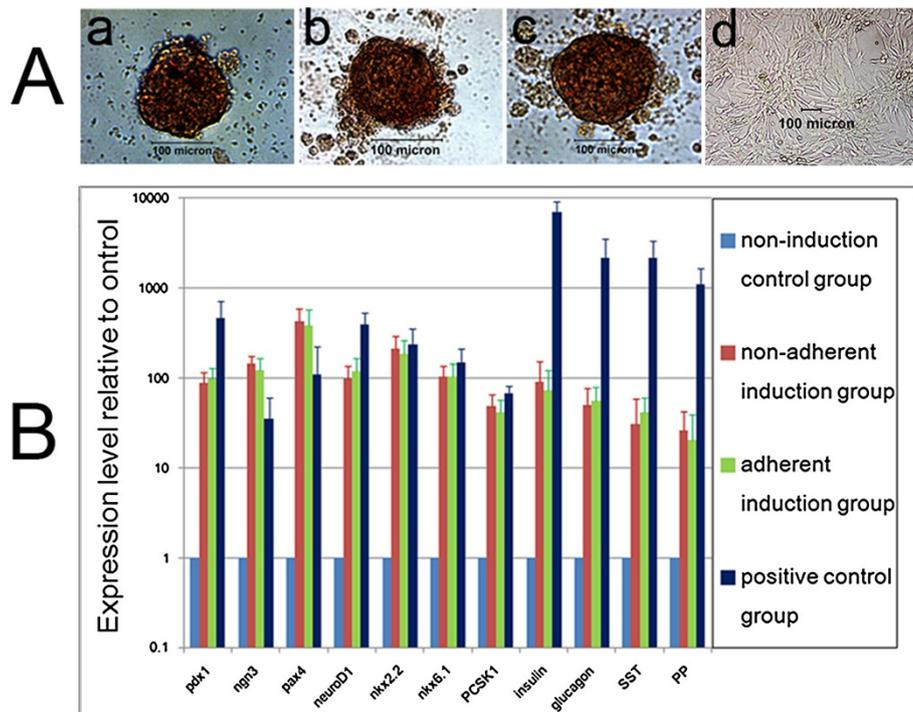 A
a
b
c
d
100 micron
100 micron
100 micron
100 micron
B
Expression level relative to ontrol
10000
1000
100
10
1
0.1
pdx1
ngn3
pax4
neuroD1
nkx2.2
nkx6.1
PCSK1
insulin
glucagon
SST
PP
non-induction
control group
non-adherent
induction group
adherent
induction group
positive control
group